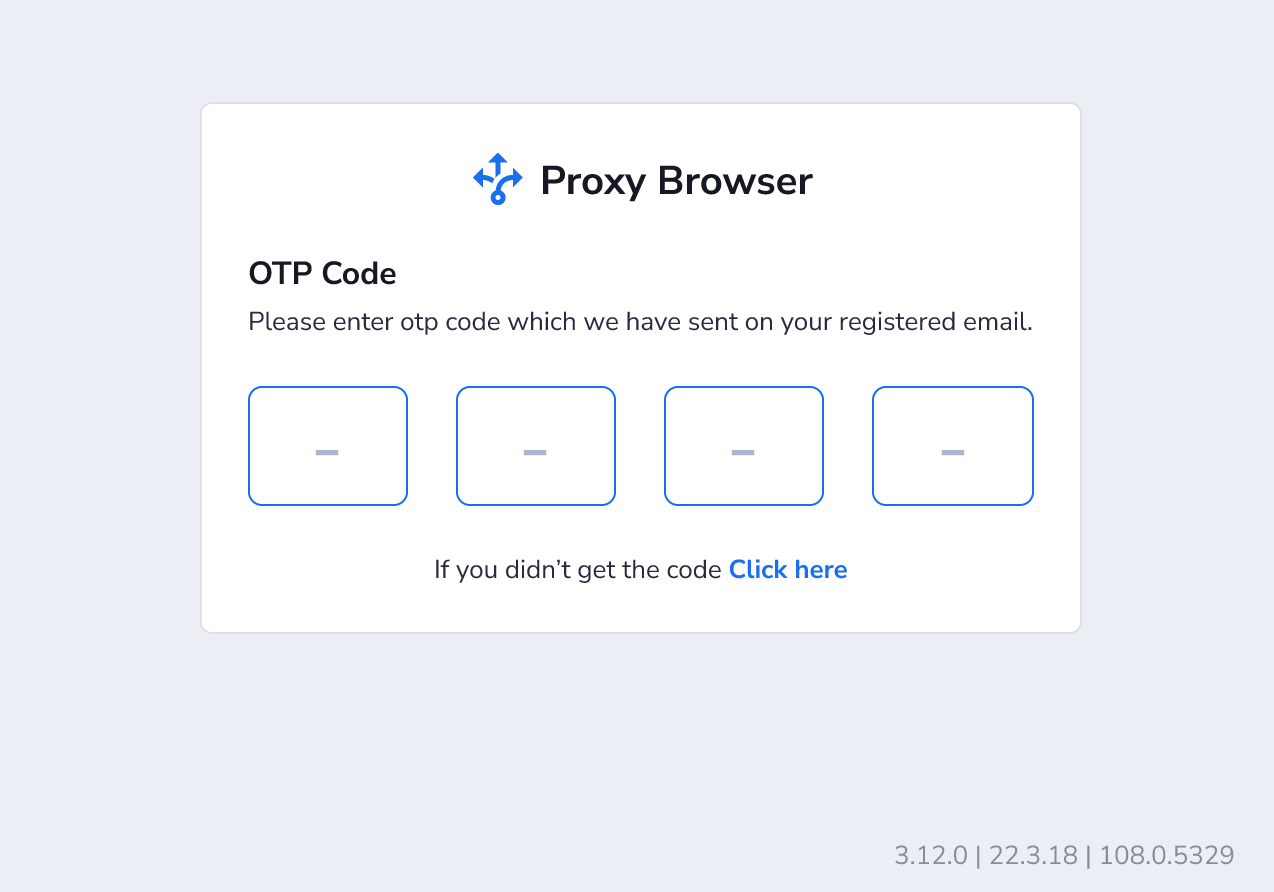 Proxy Browser
OTP Code
Please enter otp code which we have sent on your registered email.
– – – –
If you didn’t get the code Click here
3.12.0 | 22.3.18 | 108.0.5329